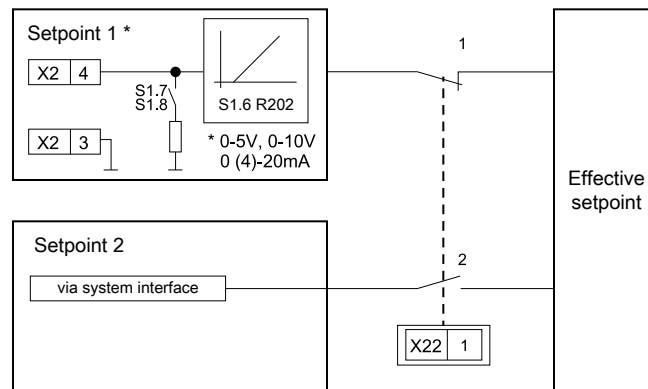 Setpoint 1 *
X2 4
S1.7
S1.8
S1.6 R202
X2 3
* 0-5V, 0-10V
0 (4)-20mA
1
Effective
setpoint
Setpoint 2
via system interface
2
X22 1